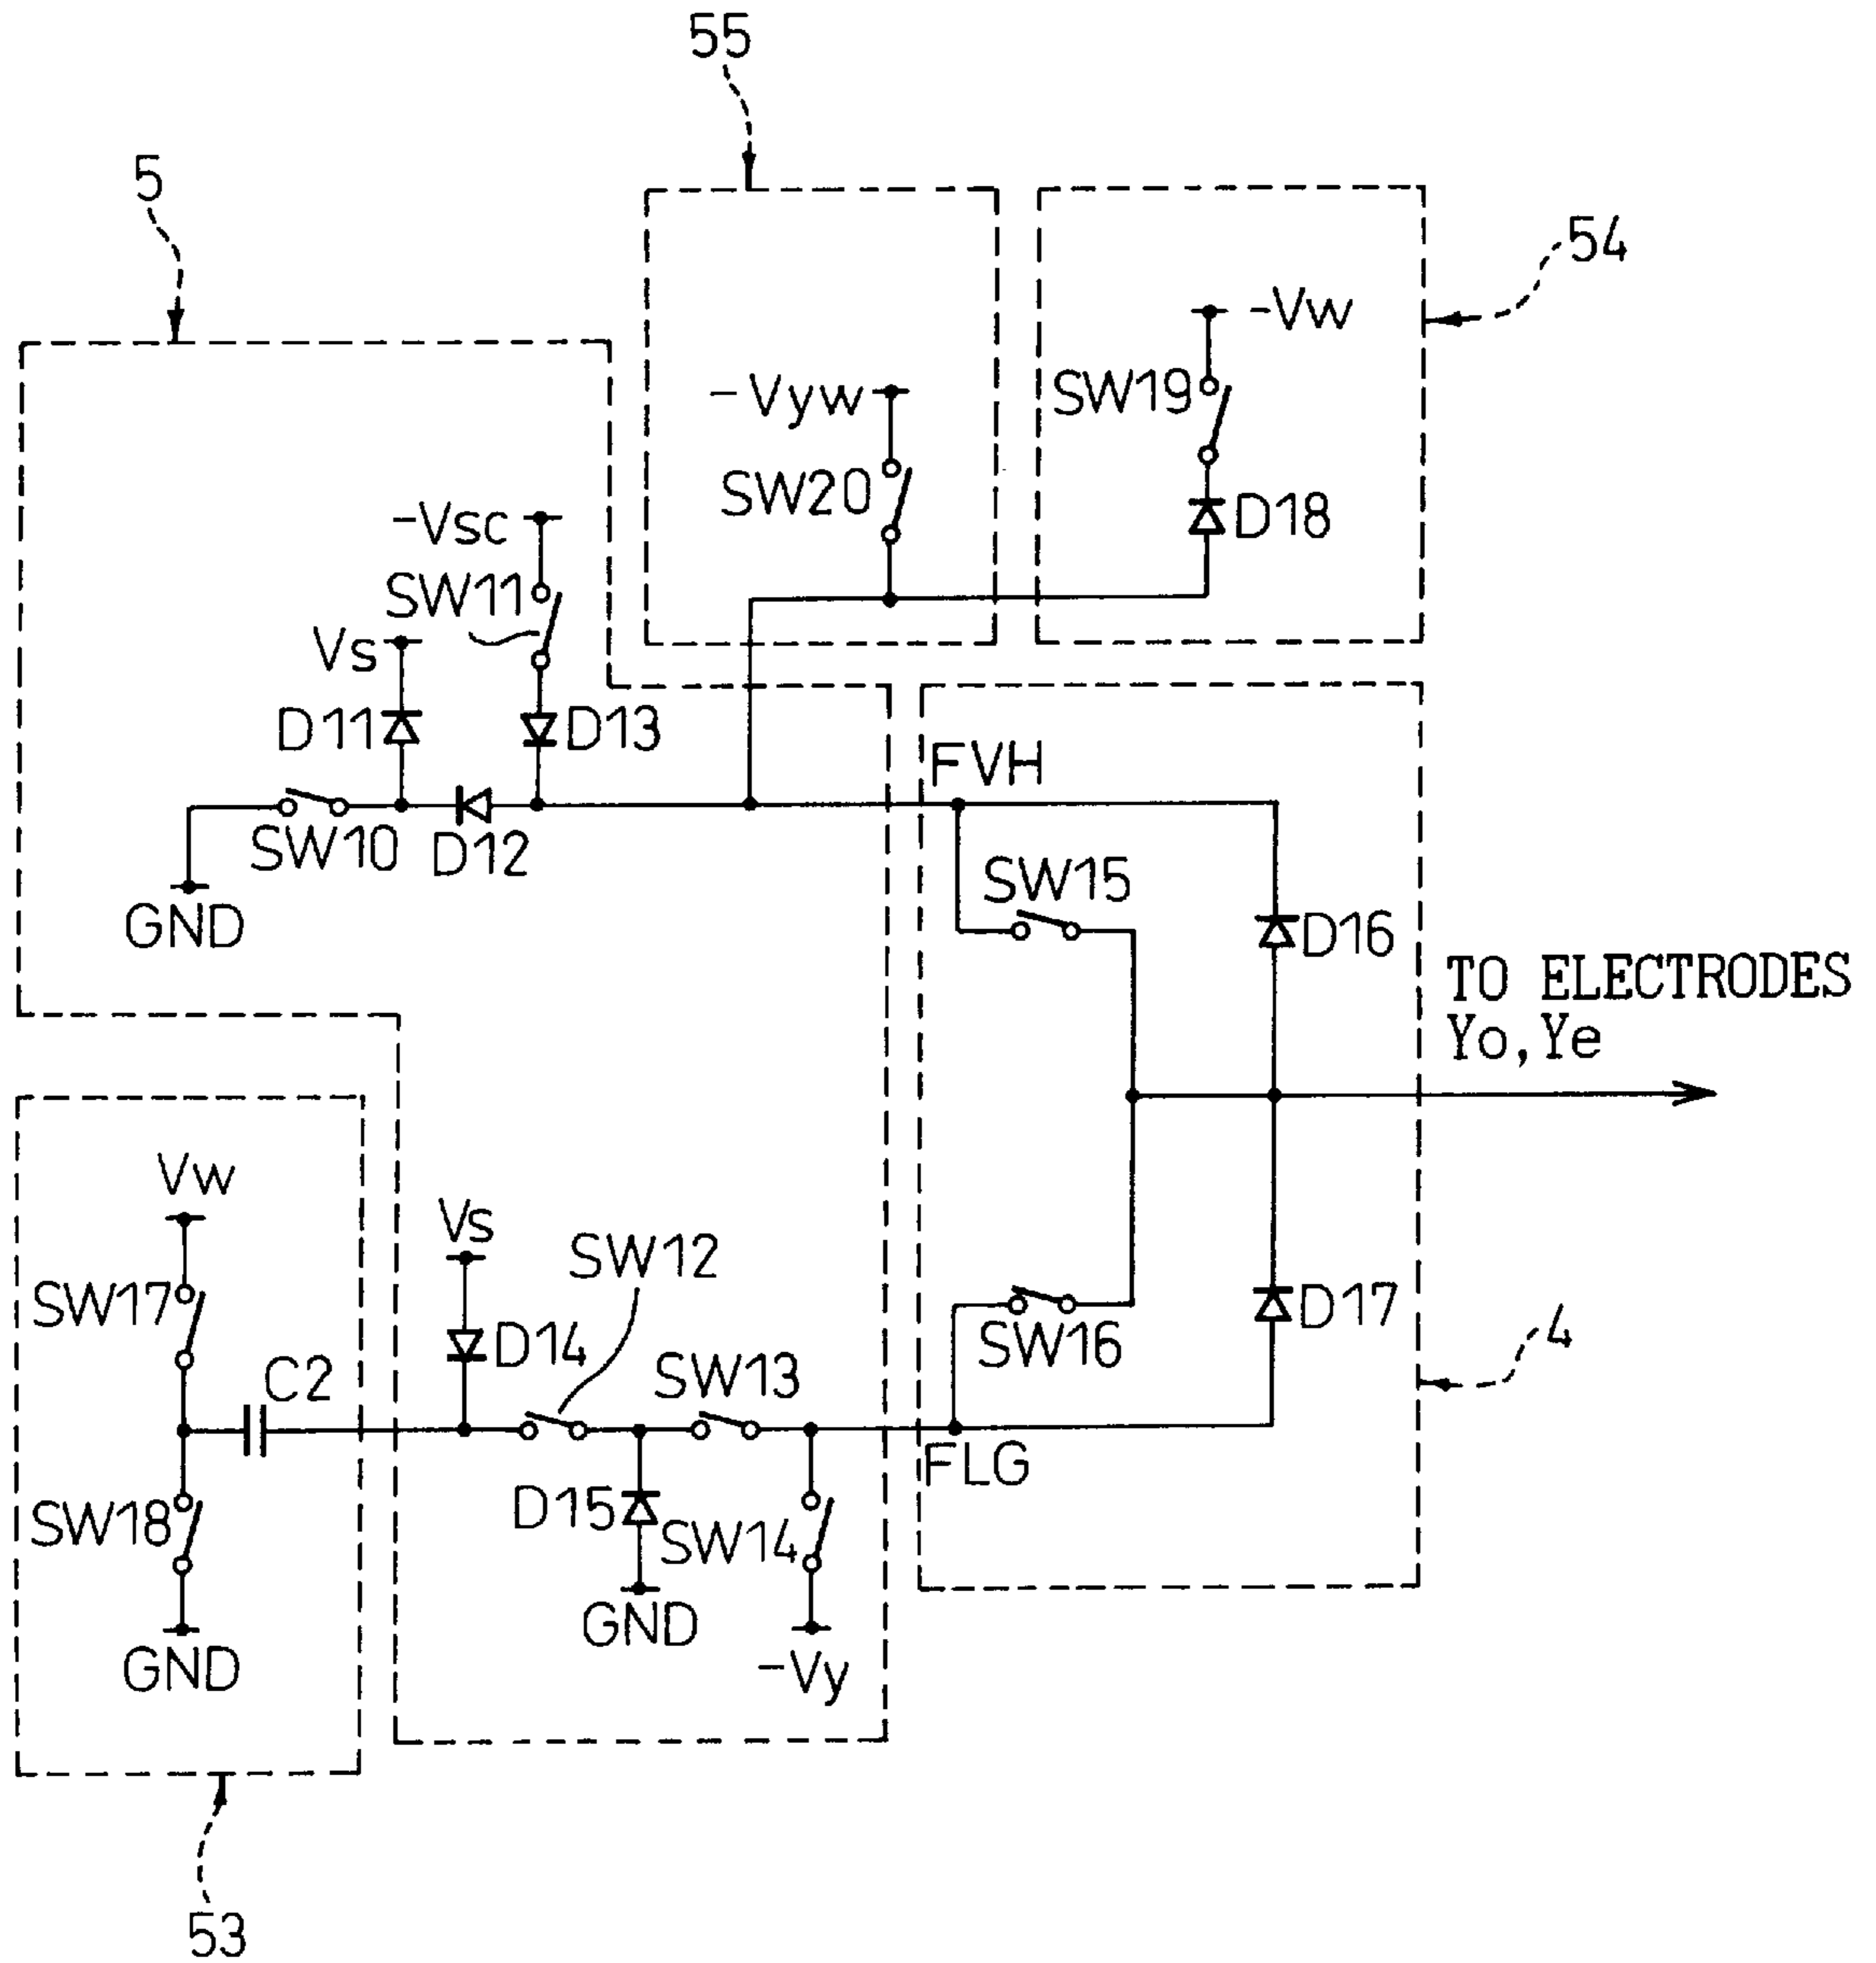 55
5
54
-Vw
SW19
-Vyw
SW20
D18
-Vsc
SW11
Vs
D11
D13
FVH
SW10
D12
SW15
GND
D16
TO ELECTRODES
Yo,Ye
Vw
Vs
SW12
SW17
D14
C2
SW13
SW16
D17
4
FLG
SW18
D15
SW14
GND
GND
-Vy
53